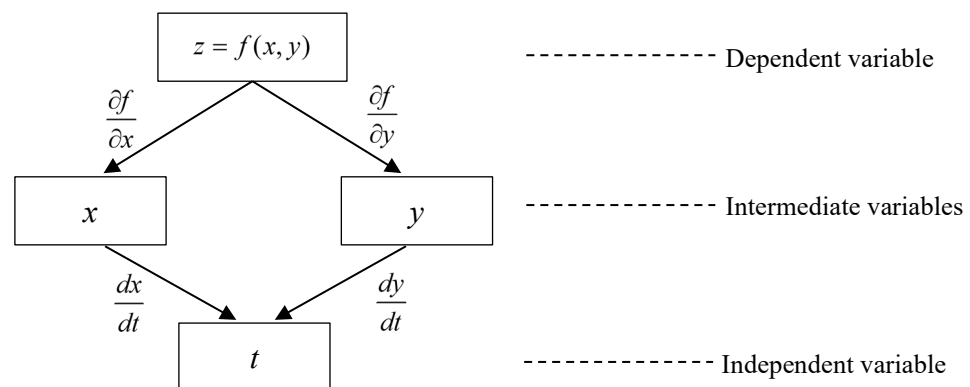 z = f(x, y)
Dependent variable
∂f/∂x
∂f/∂y
x
y
Intermediate variables
dx/dt
dy/dt
t
Independent variable